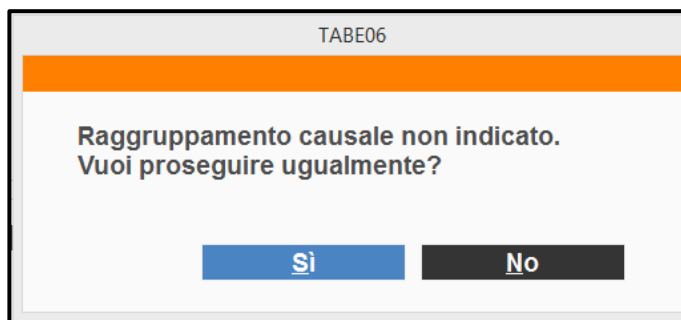 TABE06
Raggruppamento causale non indicato.
Vuoi proseguire ugualmente?
Sì
No